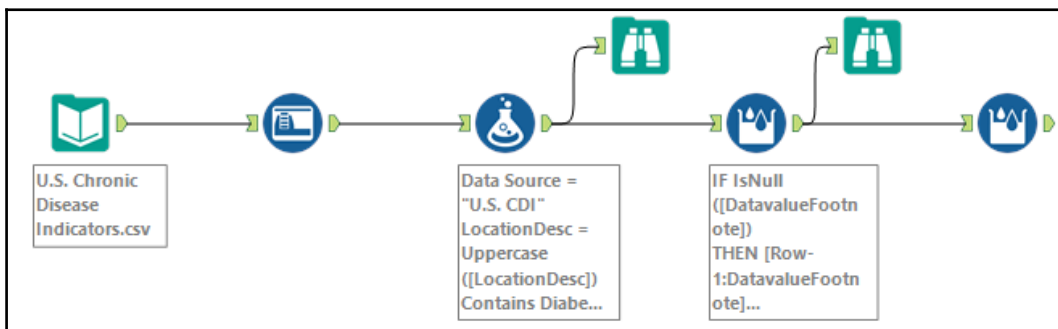 U.S. Chronic
Disease
Indicators.csv
Data Source =
"U.S. CDI"
LocationDesc =
Uppercase
([LocationDesc])
Contains Diabe...
IF IsNull
([DatavalueFootn
ote])
THEN [Row-
1:DatavalueFootn
ote]...